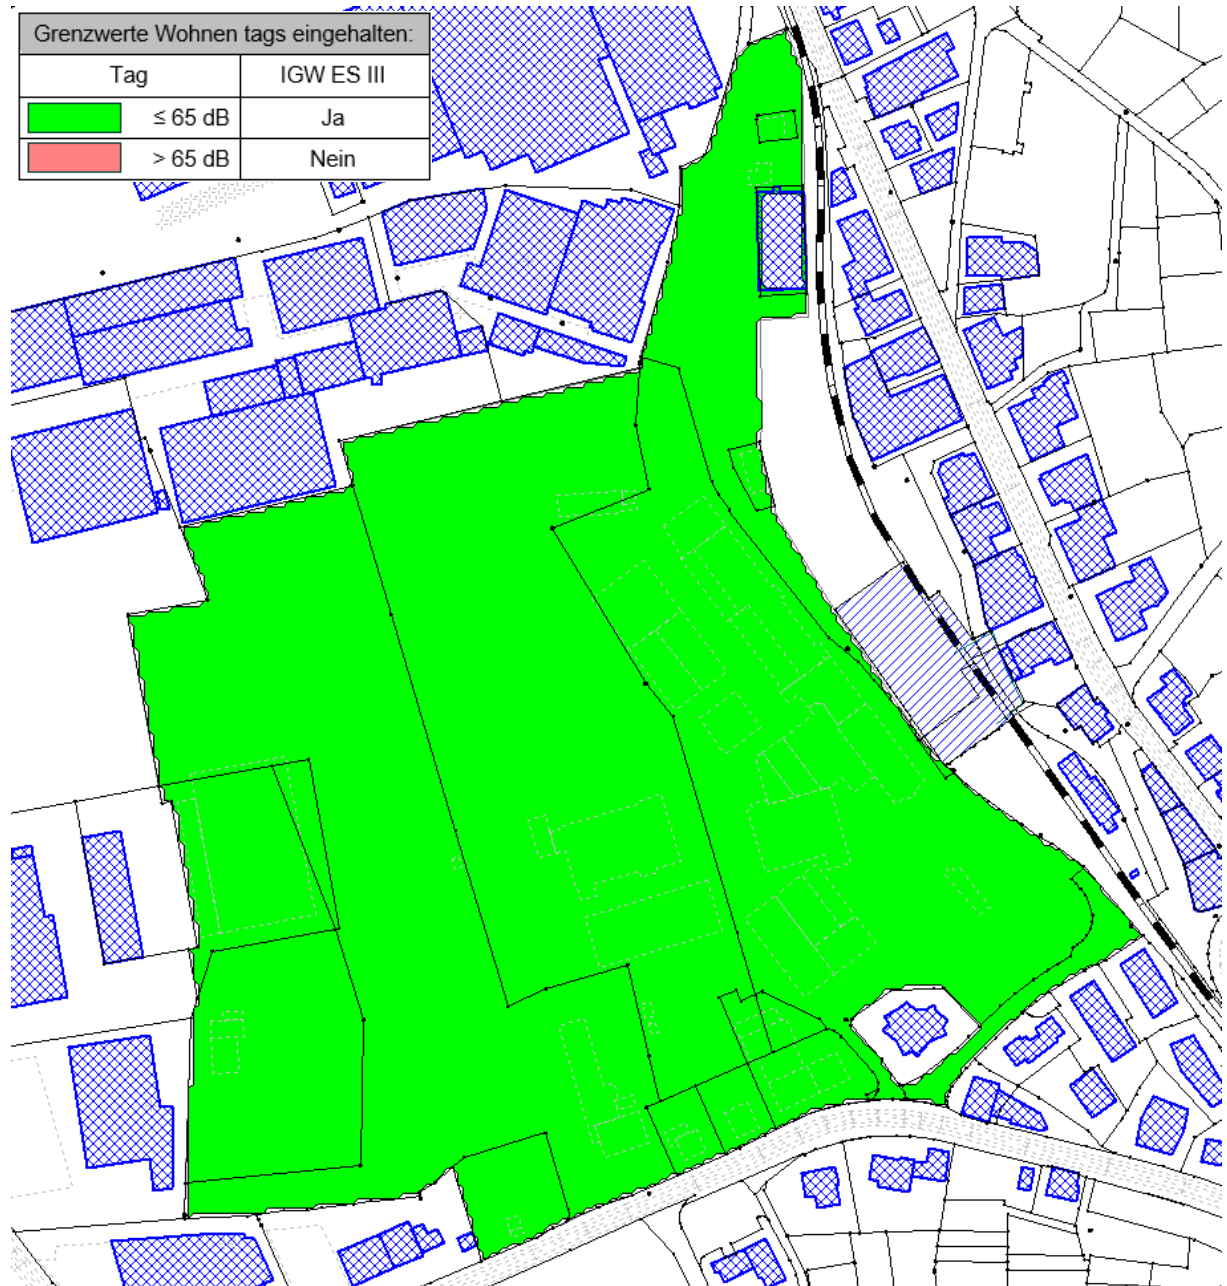 Grenzwerte Wohnen tags eingehalten:
Tag IGW ES III
≤ 65 dB Ja
> 65 dB Nein